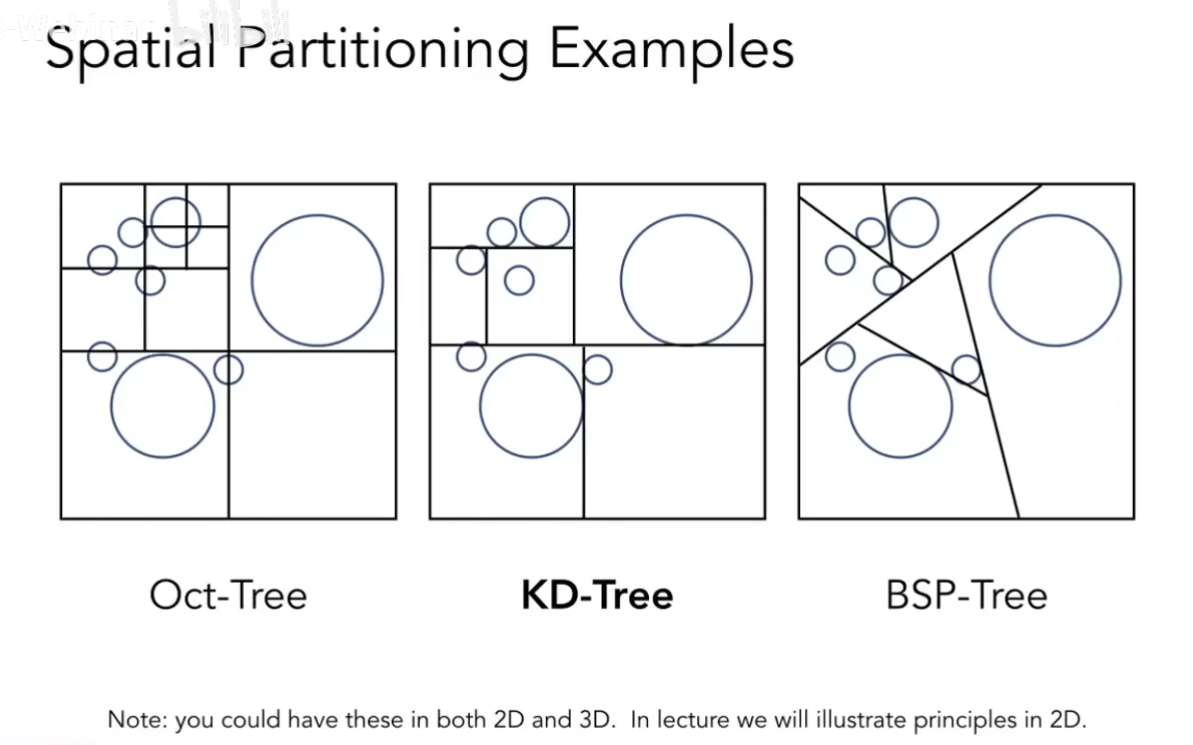 Spatial Partitioning Examples
Oct-Tree
KD-Tree
BSP-Tree
Note: you could have these in both 2D and 3D. In lecture we will illustrate principles in 2D.